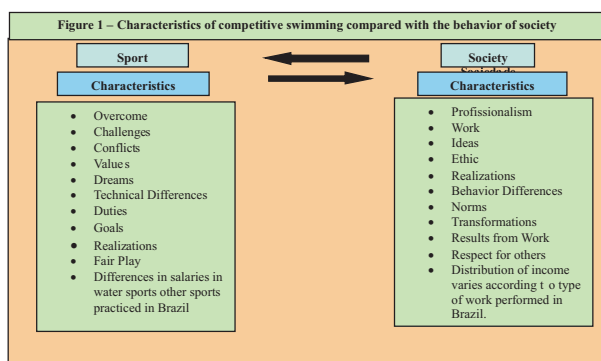 Figure 1 – Characteristics of competitive swimming compared with the behavior of society
Sport
Characteristics
• Overcome
• Challenges
• Conflicts
• Values
• Dreams
• Technical Differences
• Duties
• Goals
• Realizations
• Fair Play
• Differences in salaries in
water sports other sports
practiced in Brazil
Society
Sociedade
Characteristics
• Profissionalism
• Work
• Ideas
• Ethic
• Realizations
• Behavior Differences
• Norms
• Transformations
• Results from Work
• Respect for others
• Distribution of income
varies according t o type
of work performed in
Brazil.